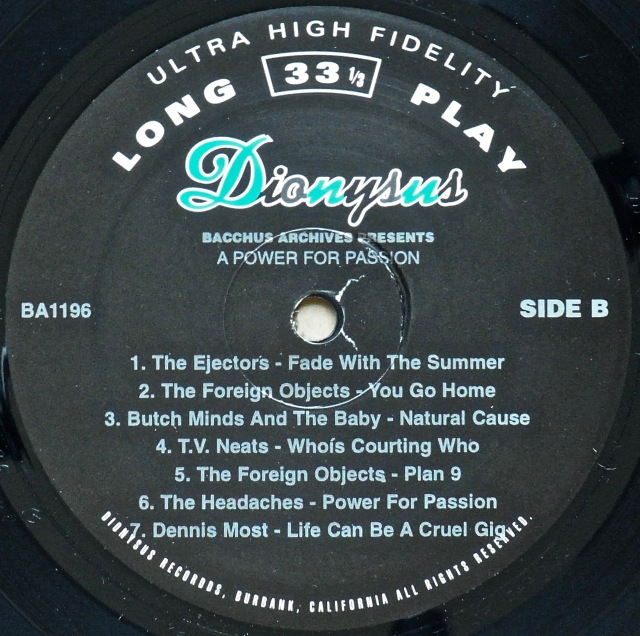 ULTRA HIGH FIDELITY
LONG 33 1/3 PLAY
Dionysus
BACCHUS ARCHIVES PRESENTS
A POWER FOR PASSION
BA1196
SIDE B
1. The Ejectors - Fade With The Summer
2. The Foreign Objects - You Go Home
3. Butch Minds And The Baby - Natural Cause
4. T.V. Neats - Whoís Courting Who
5. The Foreign Objects - Plan 9
6. The Headaches - Power For Passion
7. Dennis Most - Life Can Be A Cruel Gig
DIONYSUS RECORDS, BURBANK, CALIFORNIA ALL RIGHTS RESERVED.